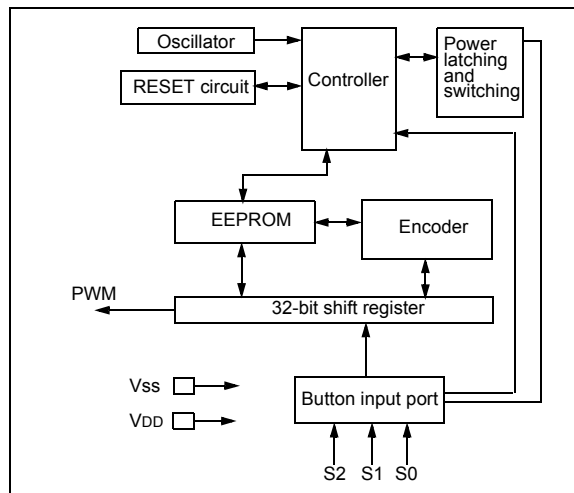 Oscillator
RESET circuit
Controller
Power
latching
and
switching
EEPROM
Encoder
PWM
32-bit shift register
Vss
VDD
Button input port
S2 S1 S0